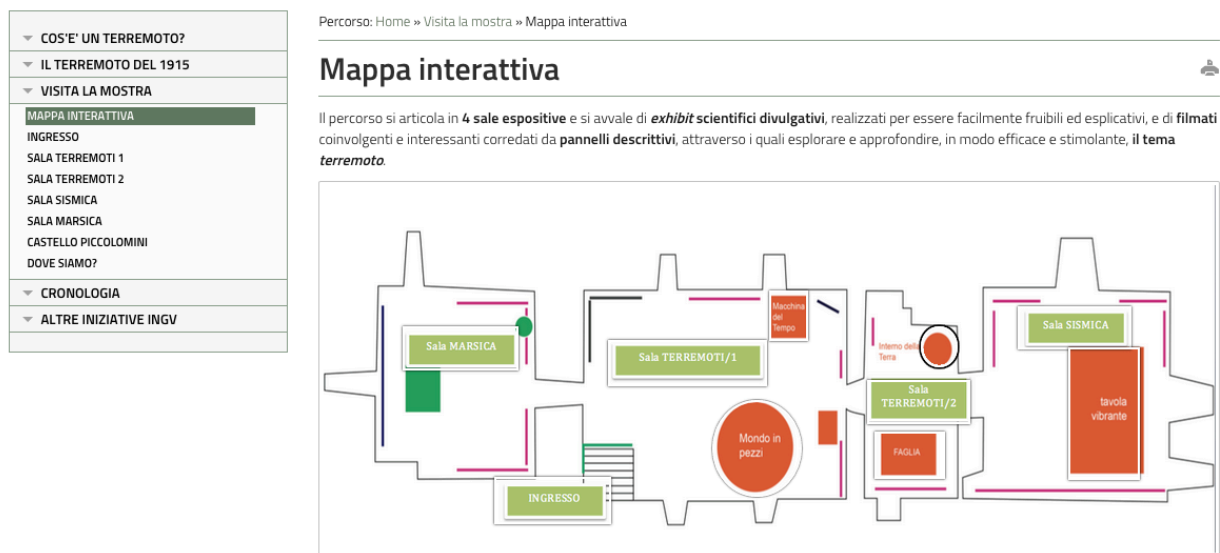 COS'E' UN TERREMOTO?
IL TERREMOTO DEL 1915
VISITA LA MOSTRA
MAPPA INTERATTIVA
INGRESSO
SALA TERREMOTI 1
SALA TERREMOTI 2
SALA SISMICA
SALA MARSICA
CASTELLO PICCOLOMINI
DOVE SIAMO?
CRONOLOGIA
ALTRE INIZIATIVE INGV
Percorso: Home » Visita la mostra » Mappa interattiva
Mappa interattiva
Il percorso si articola in 4 sale espositive e si avvale di exhibit scientifici divulgativi, realizzati per essere facilmente fruibili ed esplicativi, e di filmati
coinvolgenti e interessanti corredati da pannelli descrittivi, attraverso i quali esplorare e approfondire, in modo efficace e stimolante, il tema
terremoto.
Sala MARSICA
Sala TERREMOTI/1
Macchina
del
Tempo
Interno della
Terra
Sala SISMICA
Sala
TERREMOTI/2
tavola
vibrante
Mondo in
pezzi
FAGLIA
INGRESSO